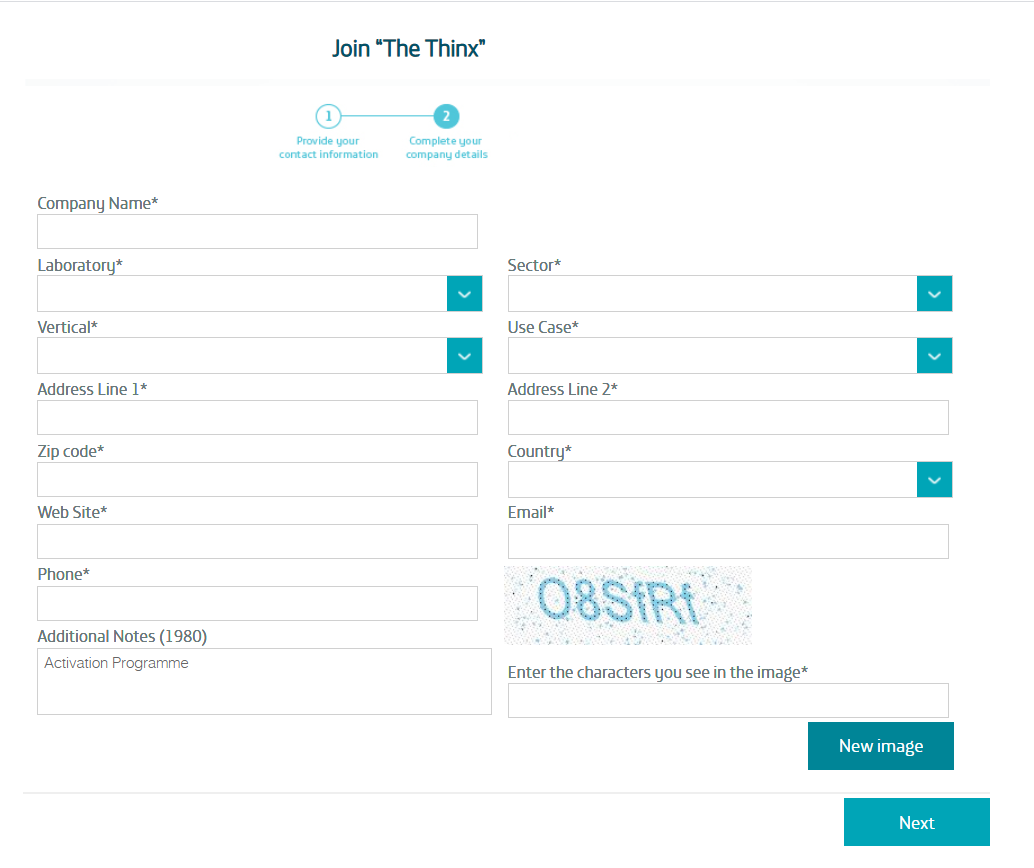 Join “The Thinx”
1
2
Provide your
contact information
Complete your
company details
Company Name*
Laboratory*
Sector*
Vertical*
Use Case*
Address Line 1*
Address Line 2*
Zip code*
Country*
Web Site*
Email*
Phone*
Additional Notes (1980)
Activation Programme
Enter the characters you see in the image*
New image
Next